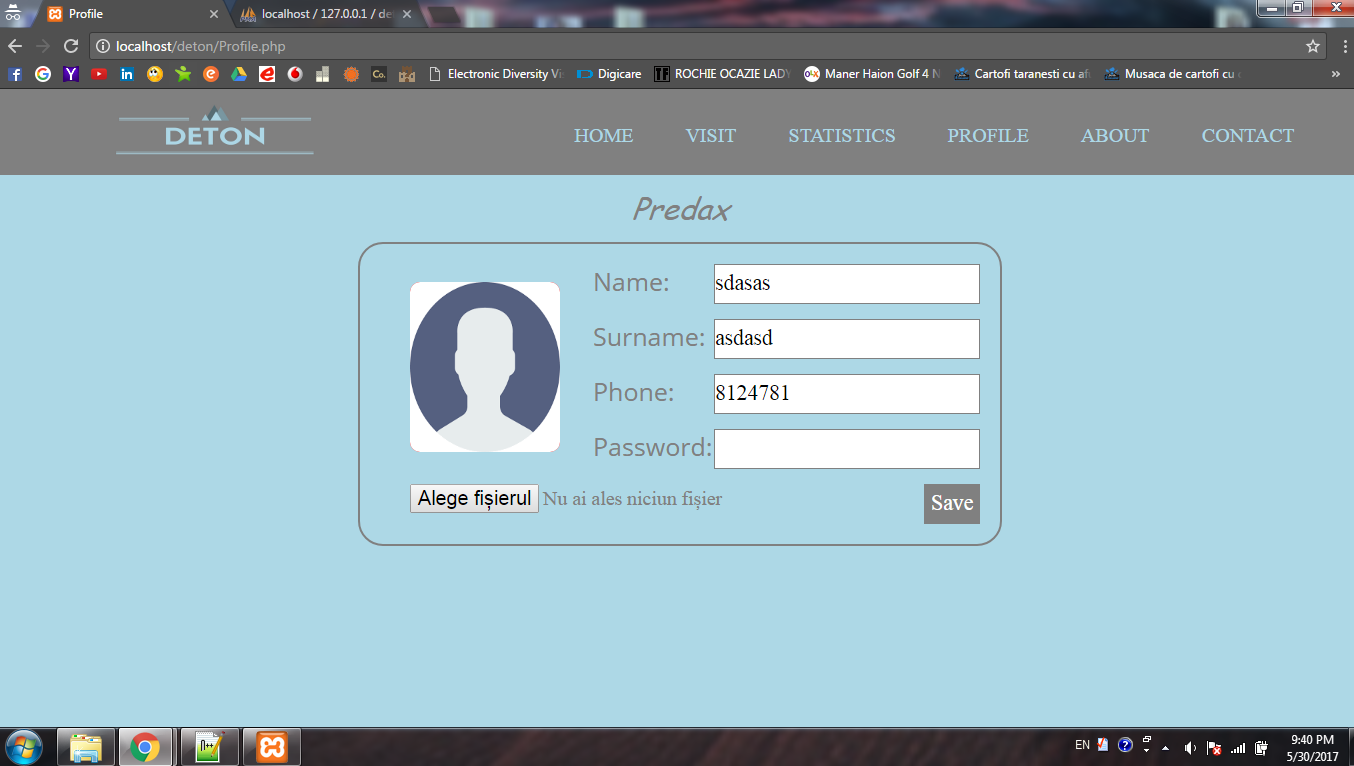 Profile
localhost / 127.0.0.1 / de
localhost/deton/Profile.php
Electronic Diversity Vis Digicare ROCHIE OCAZIE LADY Maner Haion Golf 4 N Cartofi taranesti cu af Musaca de cartofi cu
DETON
HOME VISIT STATISTICS PROFILE ABOUT CONTACT
Predax
Name: sdasas
Surname: asdasd
Phone: 8124781
Password:
Alege fișierul Nu ai ales niciun fișier Save
EN 9:40 PM
5/30/2017